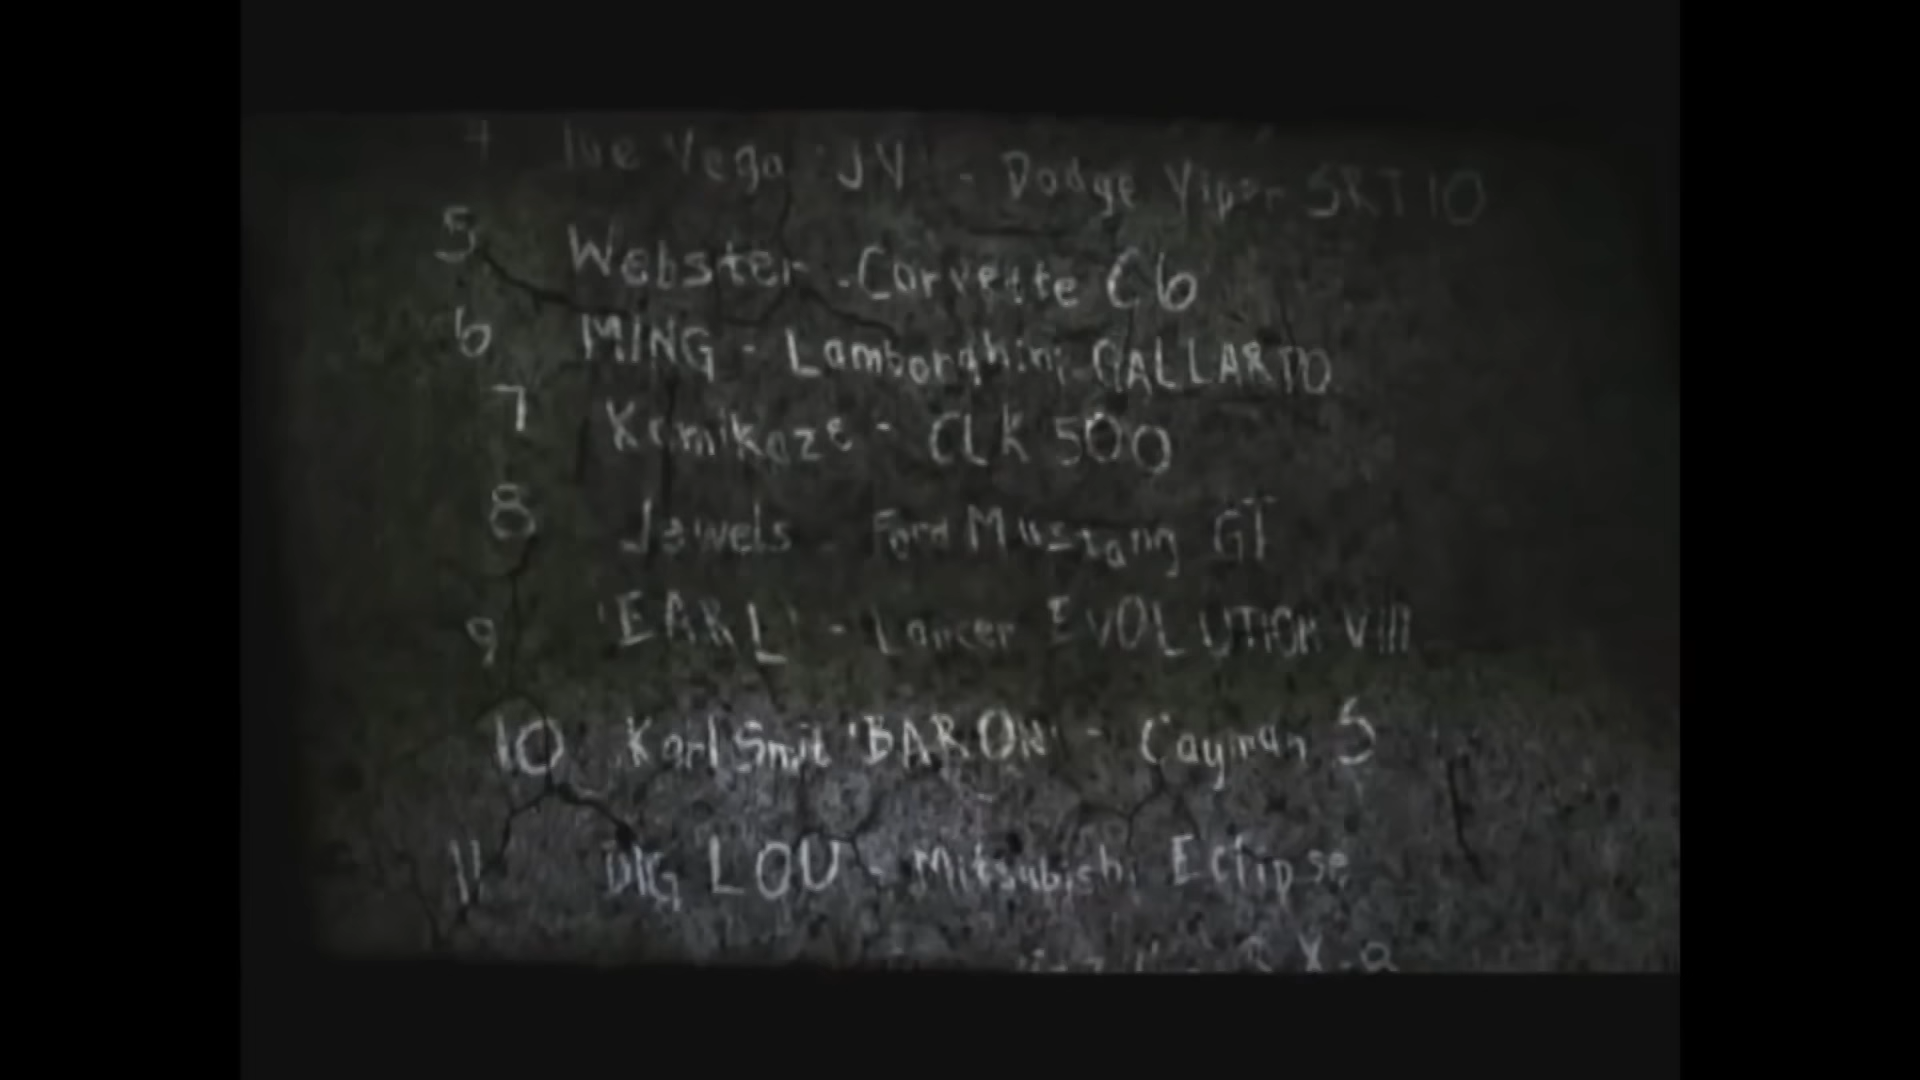 4 Joe Vega 'JV' - Dodge Viper SRT10
5 Webster - Corvette C6
6 MING - Lamborghini GALLARDO
7 Kamikaze - CLK 500
8 Jewels - Ford Mustang GT
9 'EARL' - Lancer EVOLUTION VIII
10 Karl Smit 'BARON' - Cayman S
11 BIG LOU - Mitsubishi Eclipse